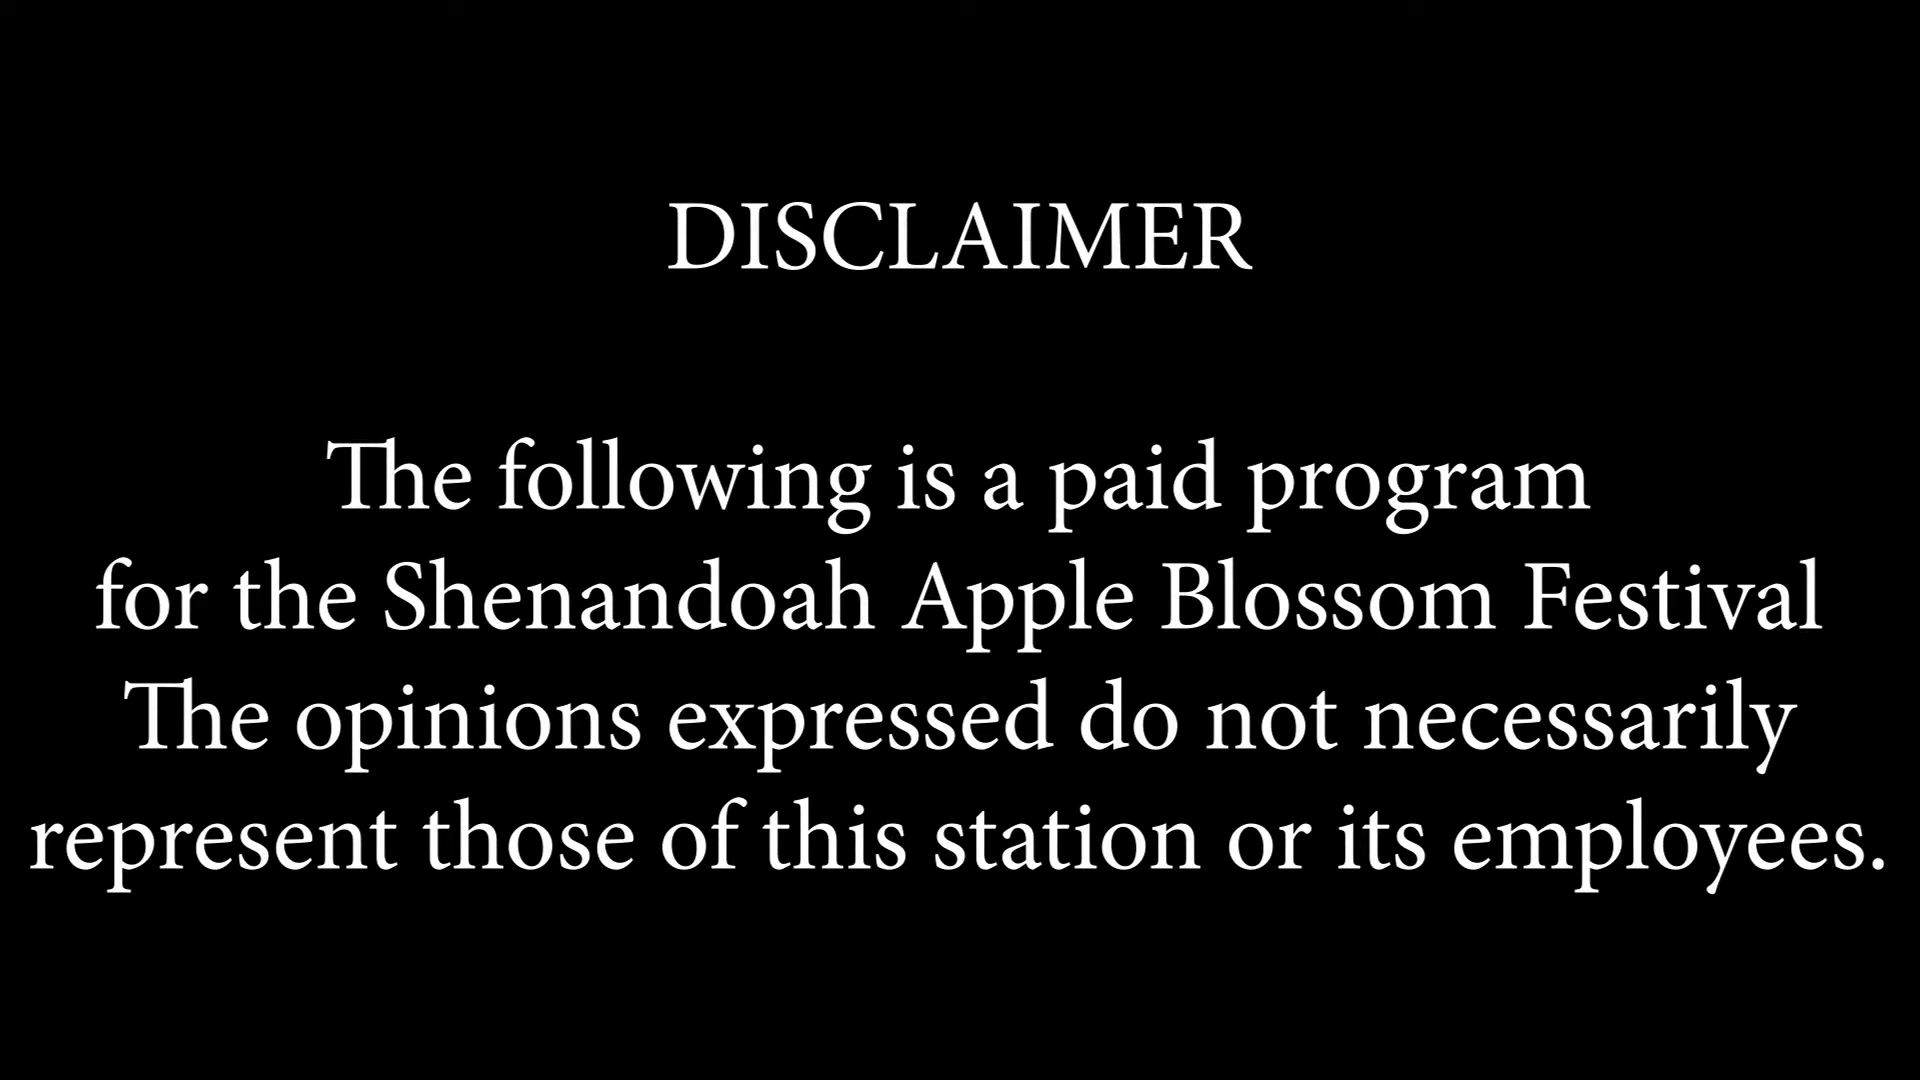 DISCLAIMER
The following is a paid program
for the Shenandoah Apple Blossom Festival
The opinions expressed do not necessarily
represent those of this station or its employees.